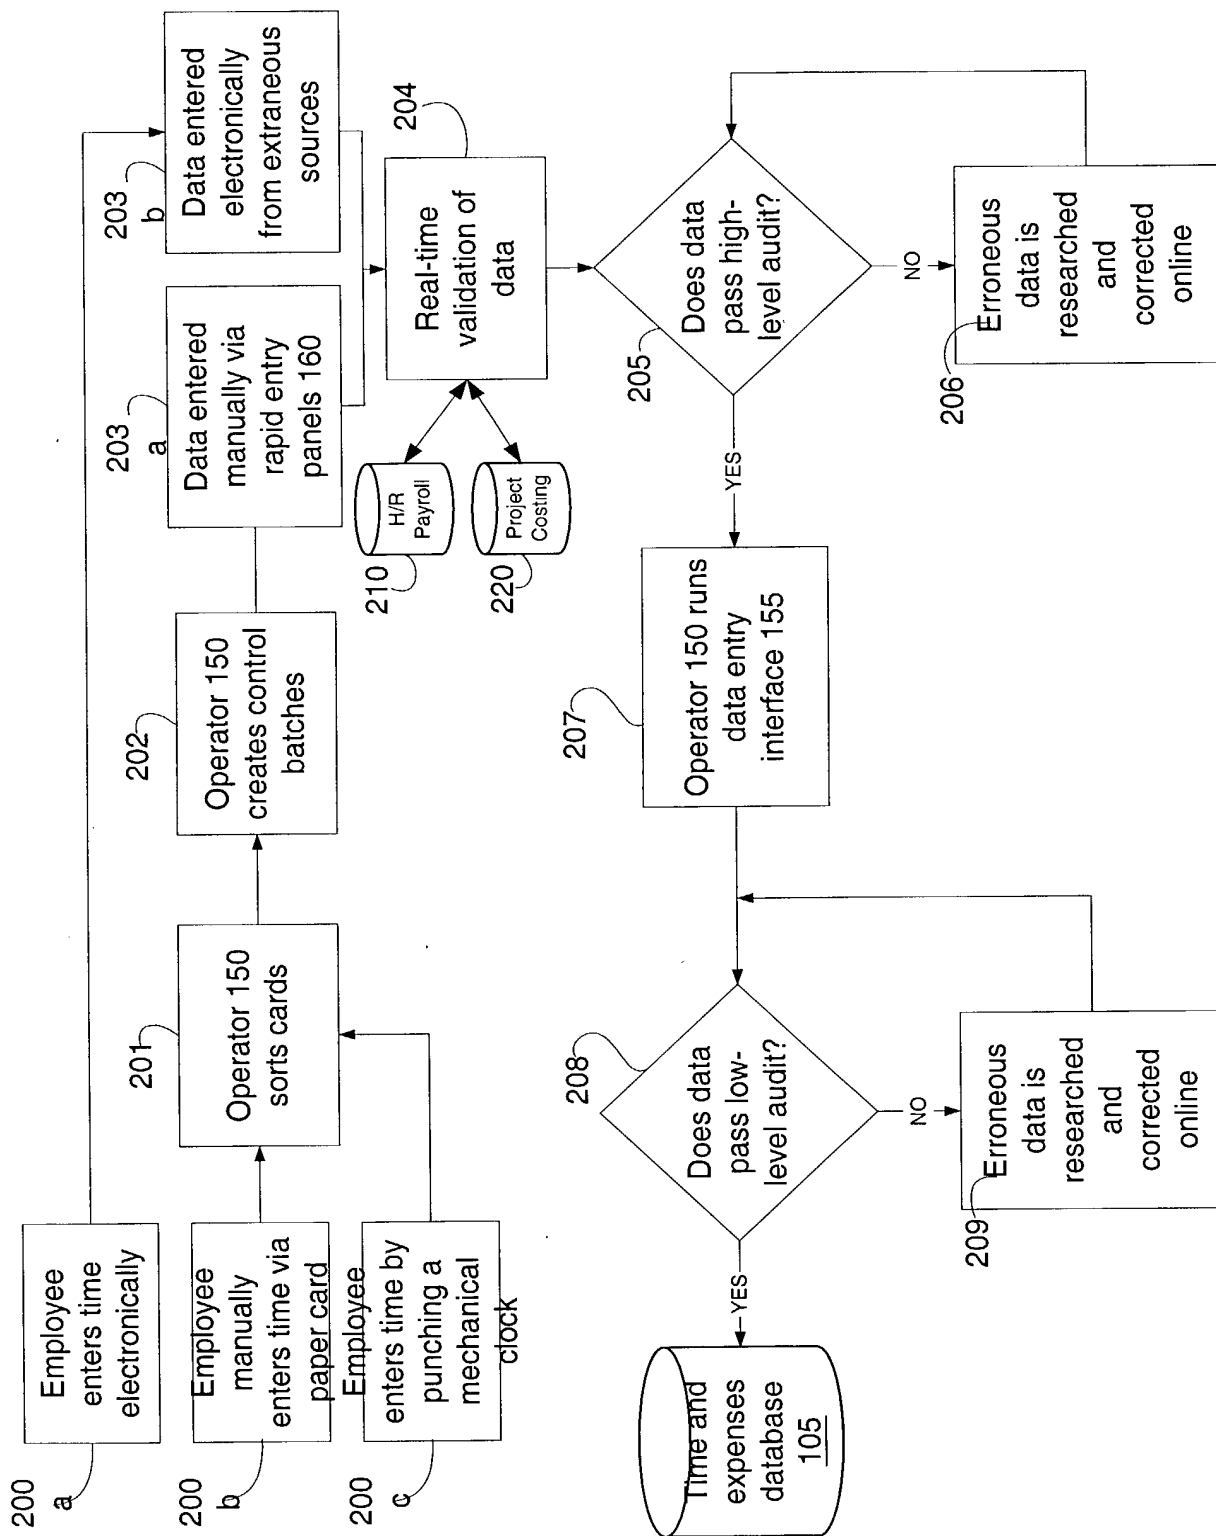 200
a
Employee
enters time
electronically
200
b
Employee
manually
enters time via
paper card
200
c
Employee
enters time by
punching a
mechanical
clock
201
Operator 150
sorts cards
202
Operator 150
creates control
batches
203
a
Data entered
manually via
rapid entry
panels 160
203
b
Data entered
electronically
from extraneous
sources
204
Real-time
validation of
data
210
H/R
Payroll
220
Project
Costing
205
Does data
pass high-
level audit?
NO
206
Erroneous
data is
researched
and
corrected
online
YES
207
Operator 150 runs
data entry
interface 155
208
Does data
pass low-
level audit?
NO
209
Erroneous
data is
researched
and
corrected
online
YES
Time and
expenses
database
105